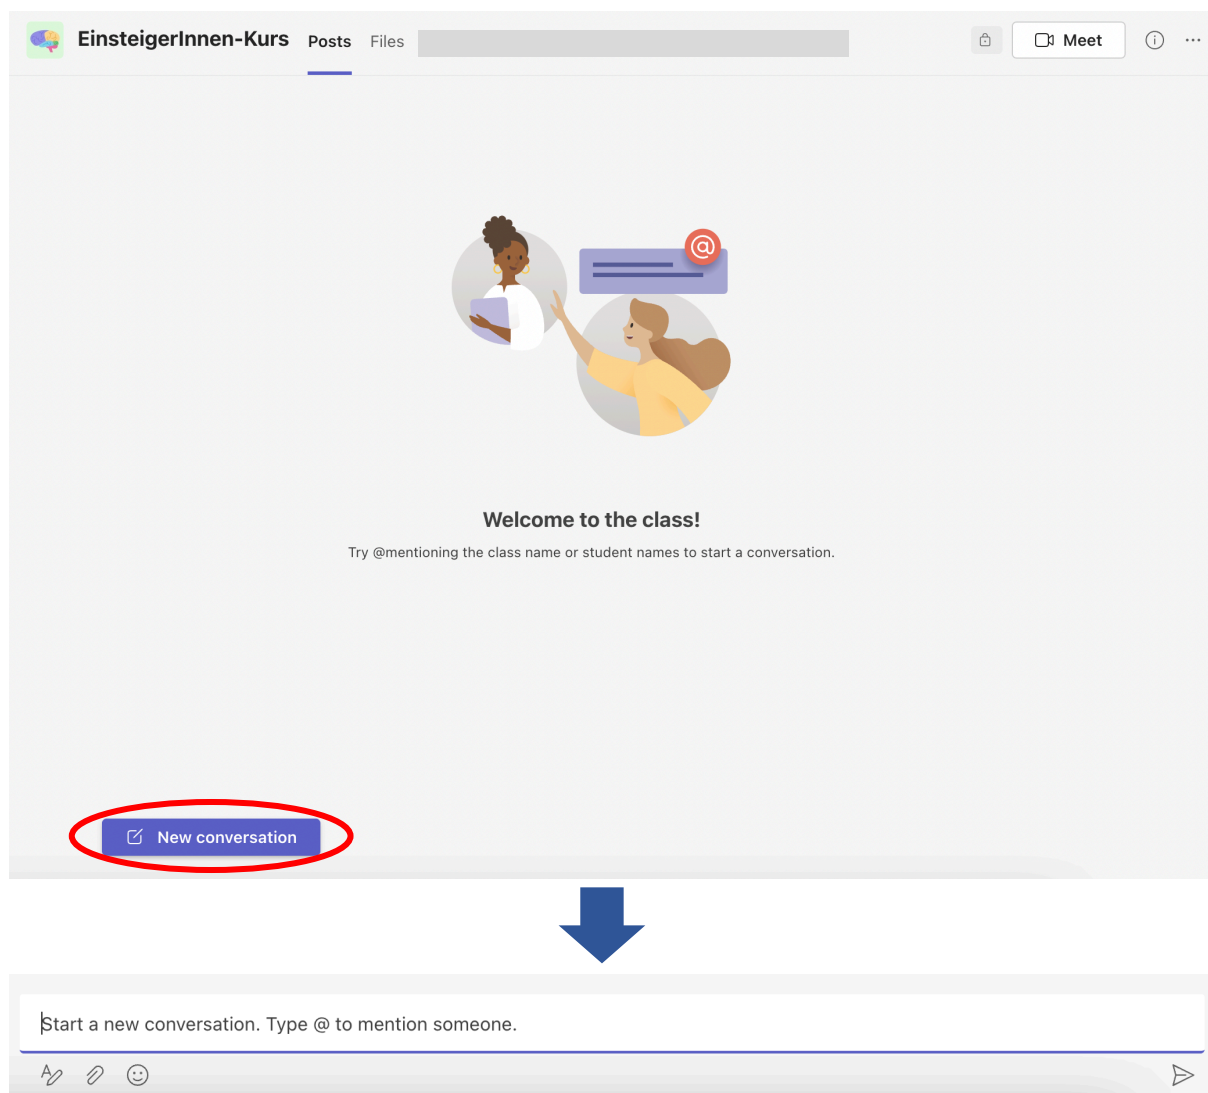 EinsteigerInnen-Kurs Posts Files Meet
@
Welcome to the class!
Try @mentioning the class name or student names to start a conversation.
New conversation
Start a new conversation. Type @ to mention someone.